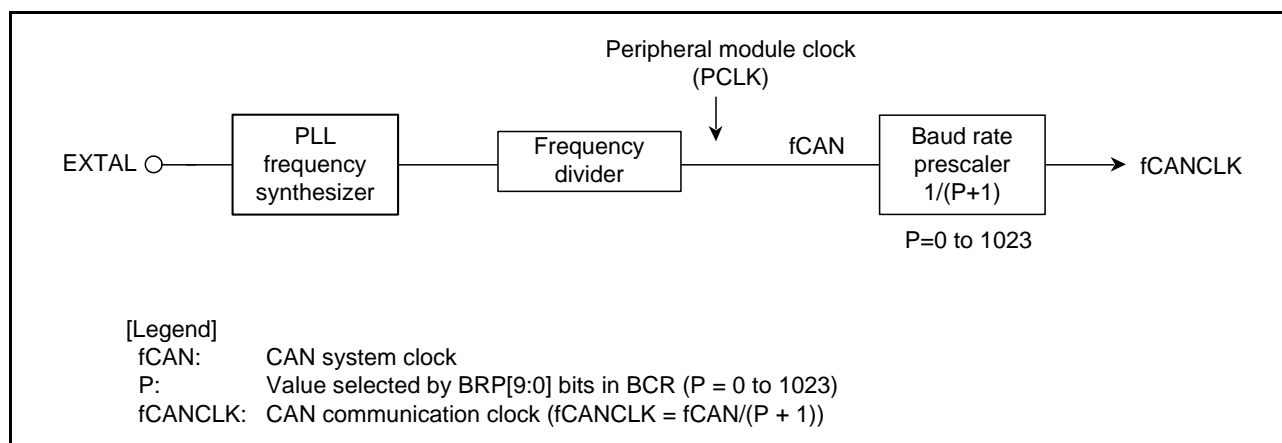 Peripheral module clock
(PCLK)
EXTAL
PLL
frequency
synthesizer
Frequency
divider
fCAN
Baud rate
prescaler
1/(P+1)
fCANCLK
P=0 to 1023
[Legend]
fCAN: CAN system clock
P: Value selected by BRP[9:0] bits in BCR (P = 0 to 1023)
fCANCLK: CAN communication clock (fCANCLK = fCAN/(P + 1))